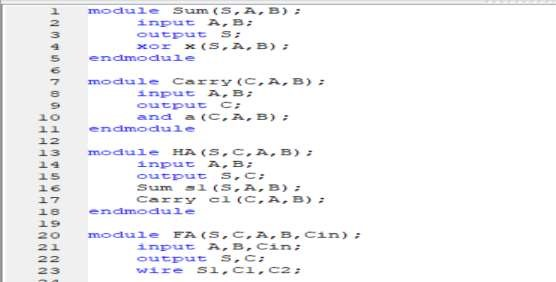 1 module Sum(S,A,B);
2 input A,B;
3 output S;
4 xor x(S,A,B);
5 endmodule
6
7 module Carry(C,A,B);
8 input A,B;
9 output C;
10 and a(C,A,B);
11 endmodule
12
13 module HA(S,C,A,B);
14 input A,B;
15 output S,C;
16 Sum s1(S,A,B);
17 Carry c1(C,A,B);
18 endmodule
19
20 module FA(S,C,A,B,Cin);
21 input A,B,Cin;
22 output S,C;
23 wire S1,C1,C2;